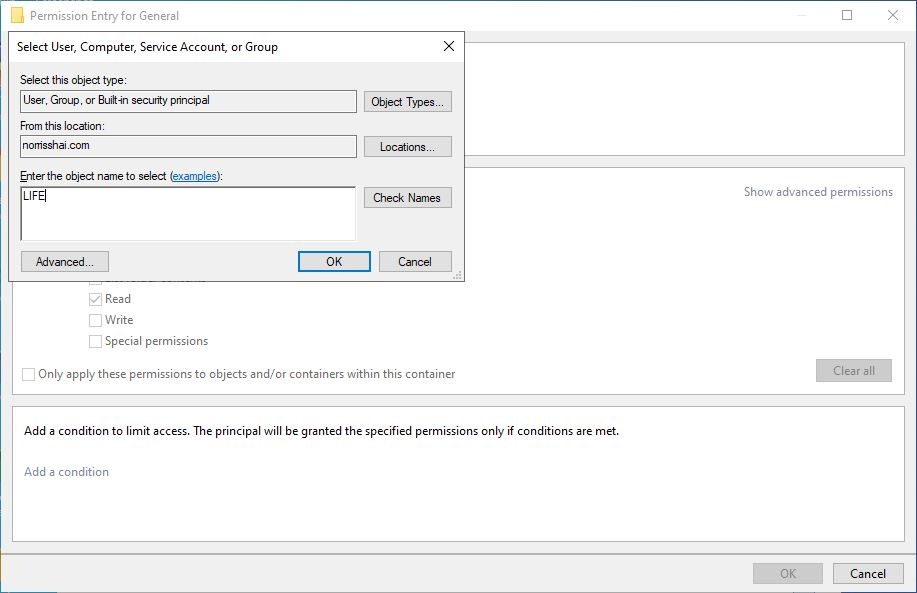 Permission Entry for General
Select User, Computer, Service Account, or Group
Select this object type:
User, Group, or Built-in security principal
Object Types...
From this location:
norrisshai.com
Locations...
Enter the object name to select (examples):
LIFE
Check Names
Show advanced permissions
Advanced...
OK
Cancel
Read
Write
Special permissions
Only apply these permissions to objects and/or containers within this container
Clear all
Add a condition to limit access. The principal will be granted the specified permissions only if conditions are met.
Add a condition
OK
Cancel